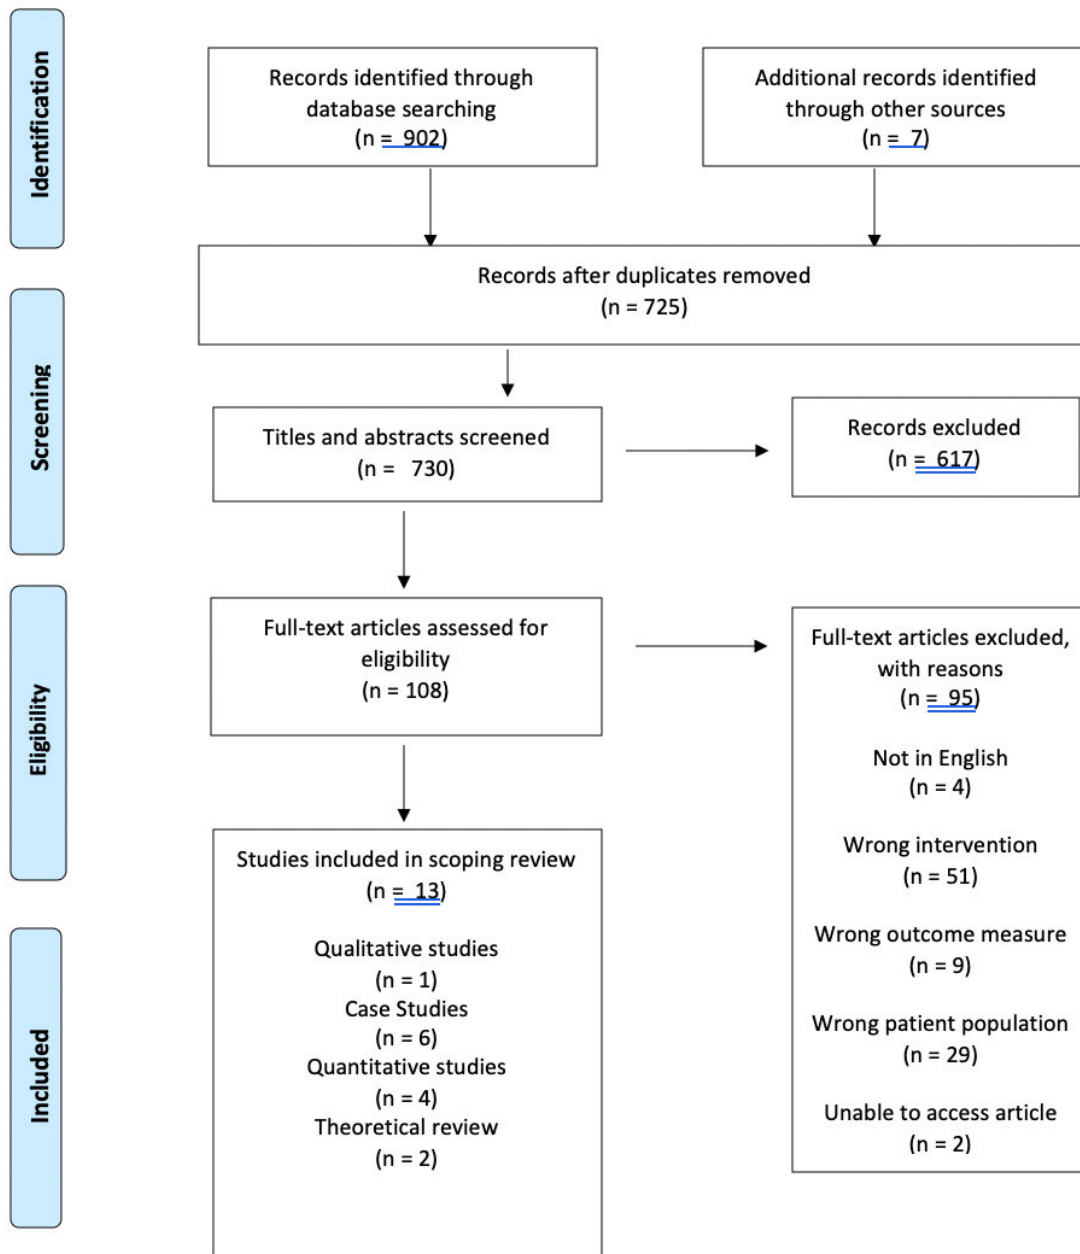 Identification
Records identified through
database searching
(n = 902)
Additional records identified
through other sources
(n = 7)
Records after duplicates removed
(n = 725)
Screening
Titles and abstracts screened
(n = 730)
Records excluded
(n = 617)
Eligibility
Full-text articles assessed for
eligibility
(n = 108)
Full-text articles excluded,
with reasons
(n = 95)
Not in English
(n = 4)
Wrong intervention
(n = 51)
Wrong outcome measure
(n = 9)
Wrong patient population
(n = 29)
Unable to access article
(n = 2)
Included
Studies included in scoping review
(n = 13)
Qualitative studies
(n = 1)
Case Studies
(n = 6)
Quantitative studies
(n = 4)
Theoretical review
(n = 2)